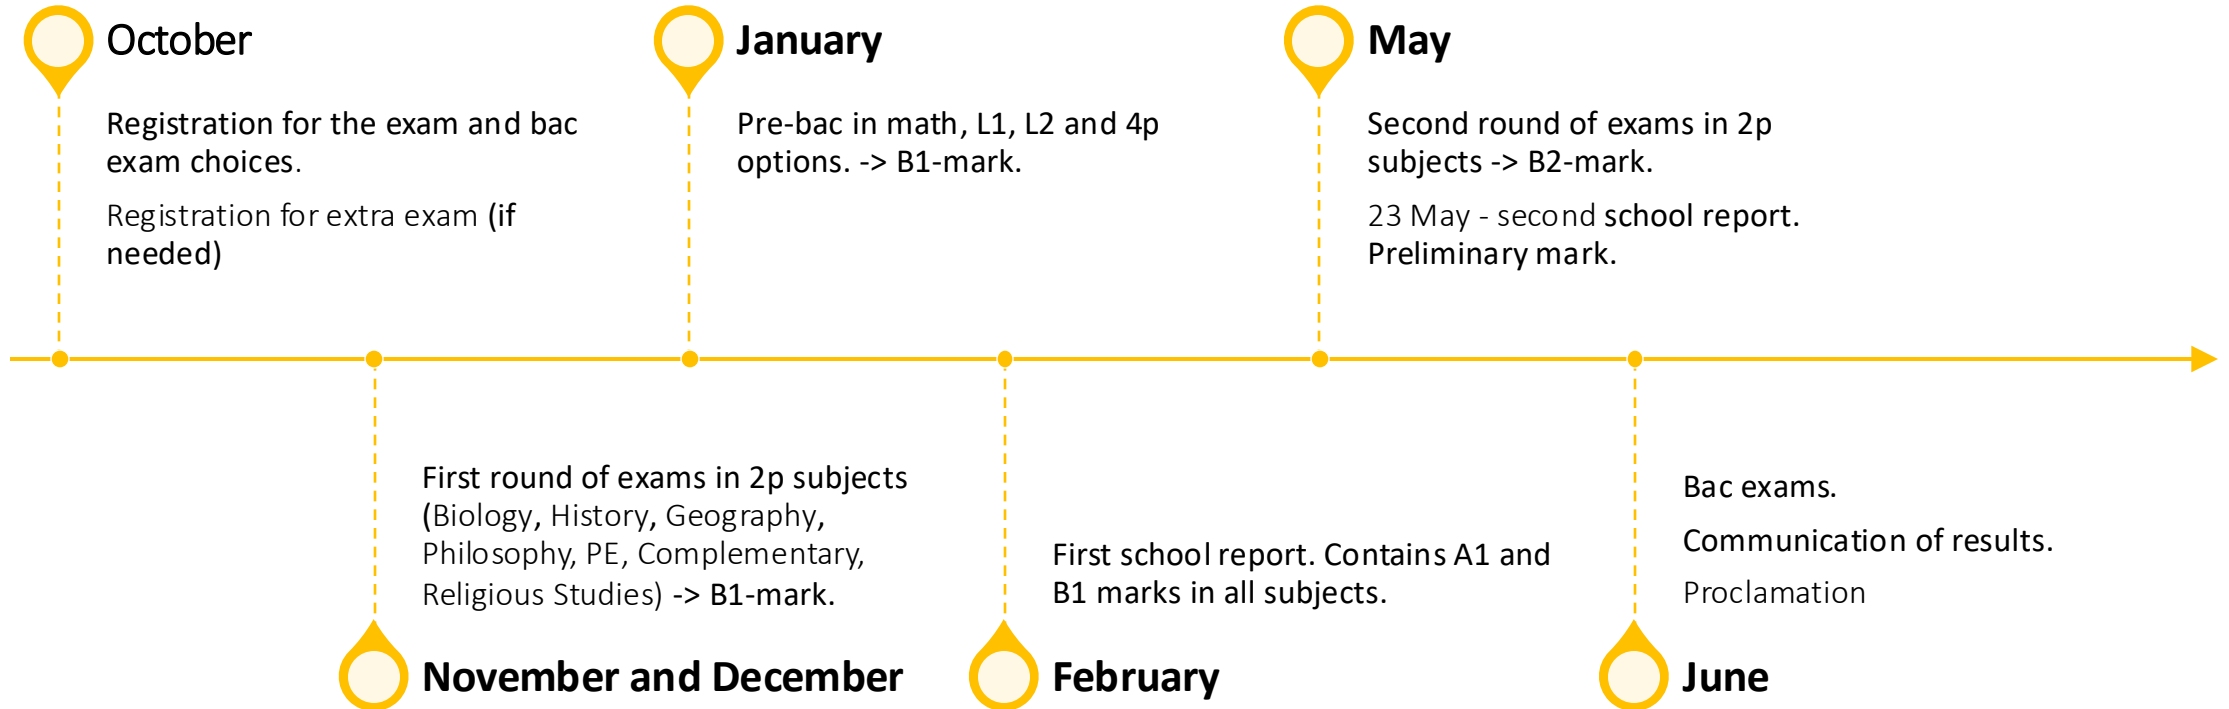 October
Registration for the exam and bac
exam choices.
Registration for extra exam (if
needed)
First round of exams in 2p subjects
(Biology, History, Geography,
Philosophy, PE, Complementary,
Religious Studies) -> B1-mark.
November and December
January
Pre-bac in math, L1, L2 and 4p
options. -> B1-mark.
First school report. Contains A1 and
B1 marks in all subjects.
February
May
Second round of exams in 2p
subjects -> B2-mark.
23 May - second school report.
Preliminary mark.
Bac exams.
Communication of results.
Proclamation
June